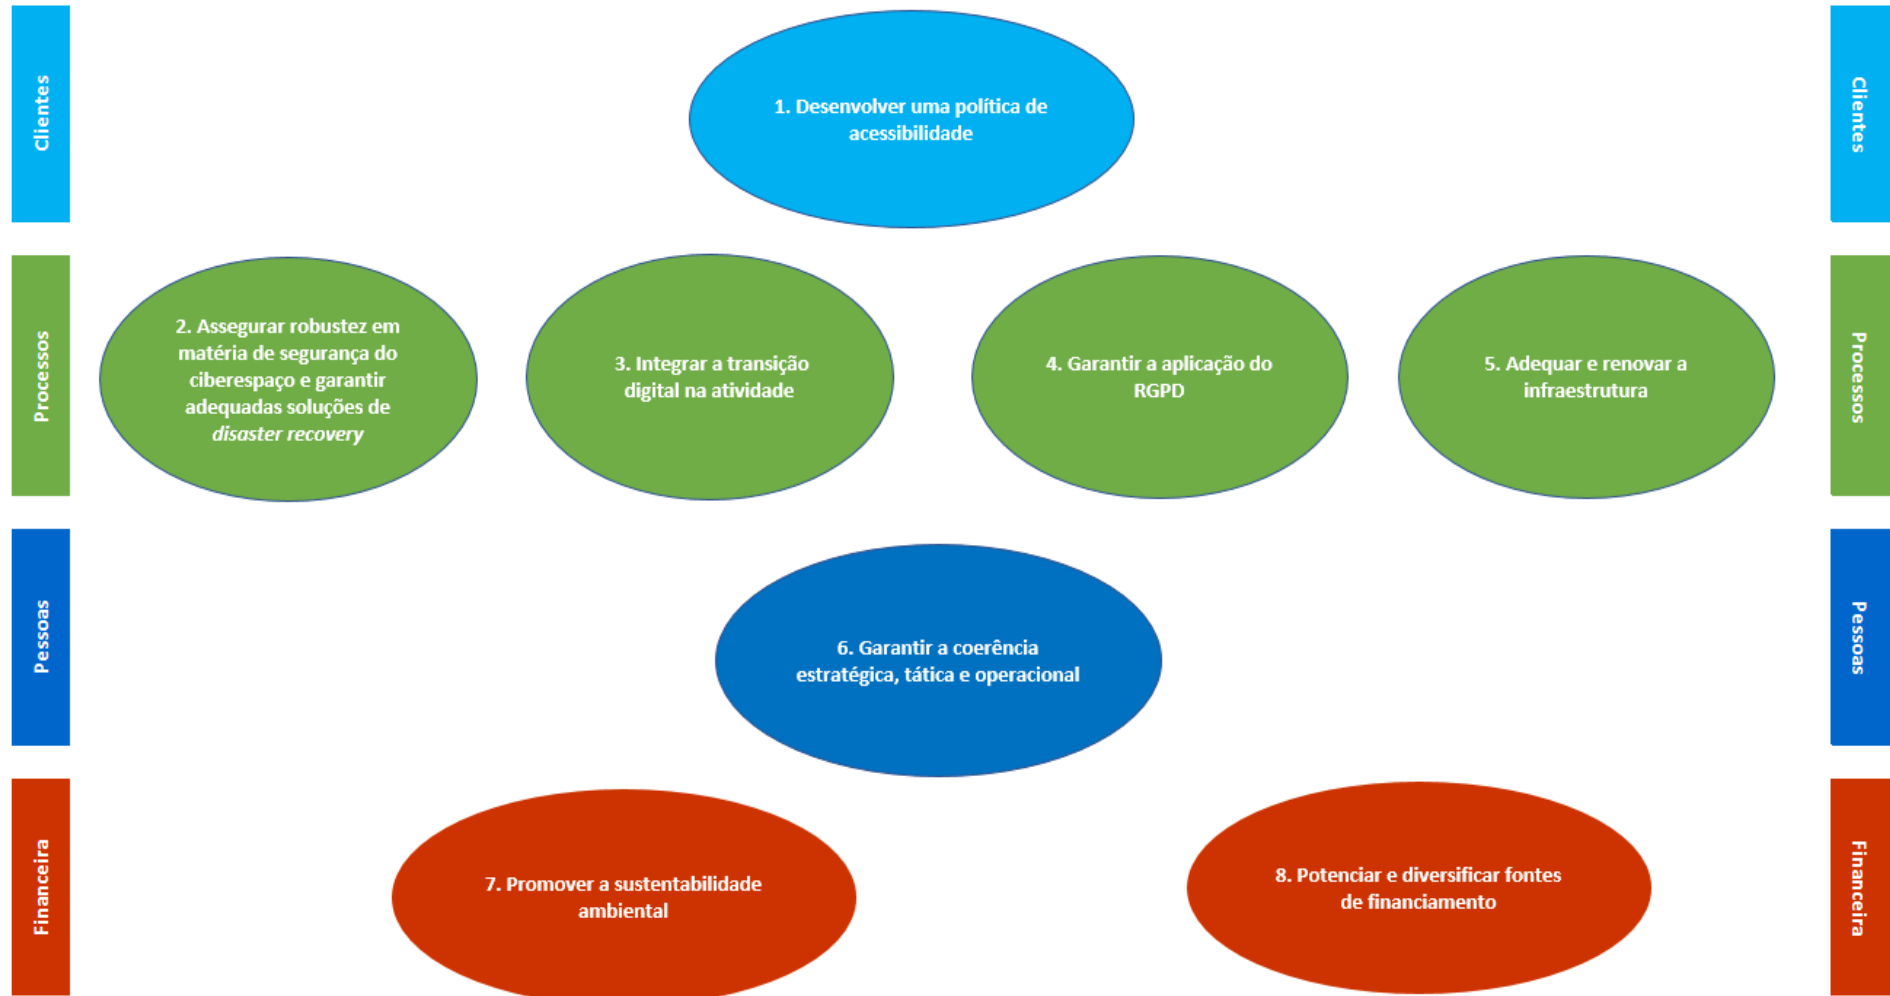 Clientes
1. Desenvolver uma política de
acessibilidade
Clientes
Processos
2. Assegurar robustez em
matéria de segurança do
ciberespaço e garantir
adequadas soluções de
disaster recovery
3. Integrar a transição
digital na atividade
4. Garantir a aplicação do
RGPD
5. Adequar e renovar a
infraestrutura
Processos
Pessoas
6. Garantir a coerência
estratégica, tática e operacional
Pessoas
Financeira
7. Promover a sustentabilidade
ambiental
8. Potenciar e diversificar fontes
de financiamento
Financeira